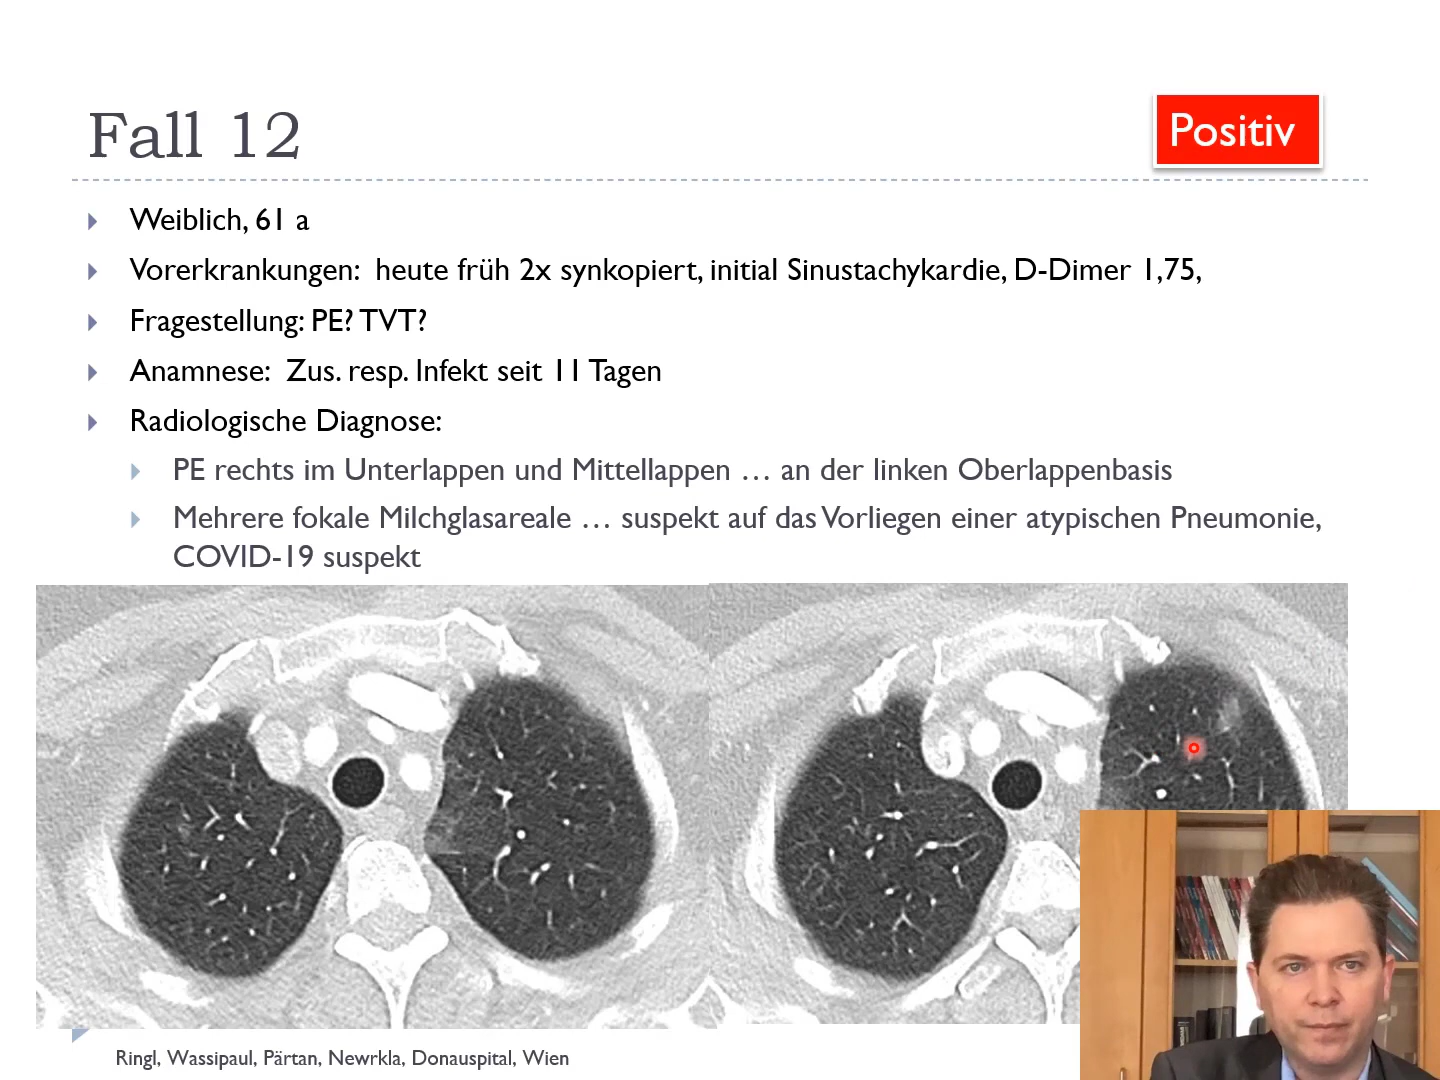 Fall 12
Positiv
Weiblich, 61 a
Vorerkrankungen: heute früh 2x synkopiert, initial Sinustachykardie, D-Dimer 1,75,
Fragestellung: PE? TVT?
Anamnese: Zus. resp. Infekt seit 11 Tagen
Radiologische Diagnose:
PE rechts im Unterlappen und Mittellappen … an der linken Oberlappenbasis
Mehrere fokale Milchglasareale … suspekt auf das Vorliegen einer atypischen Pneumonie,
COVID-19 suspekt
Ringl, Wassipaul, Pärtan, Newrkla, Donauspital, Wien